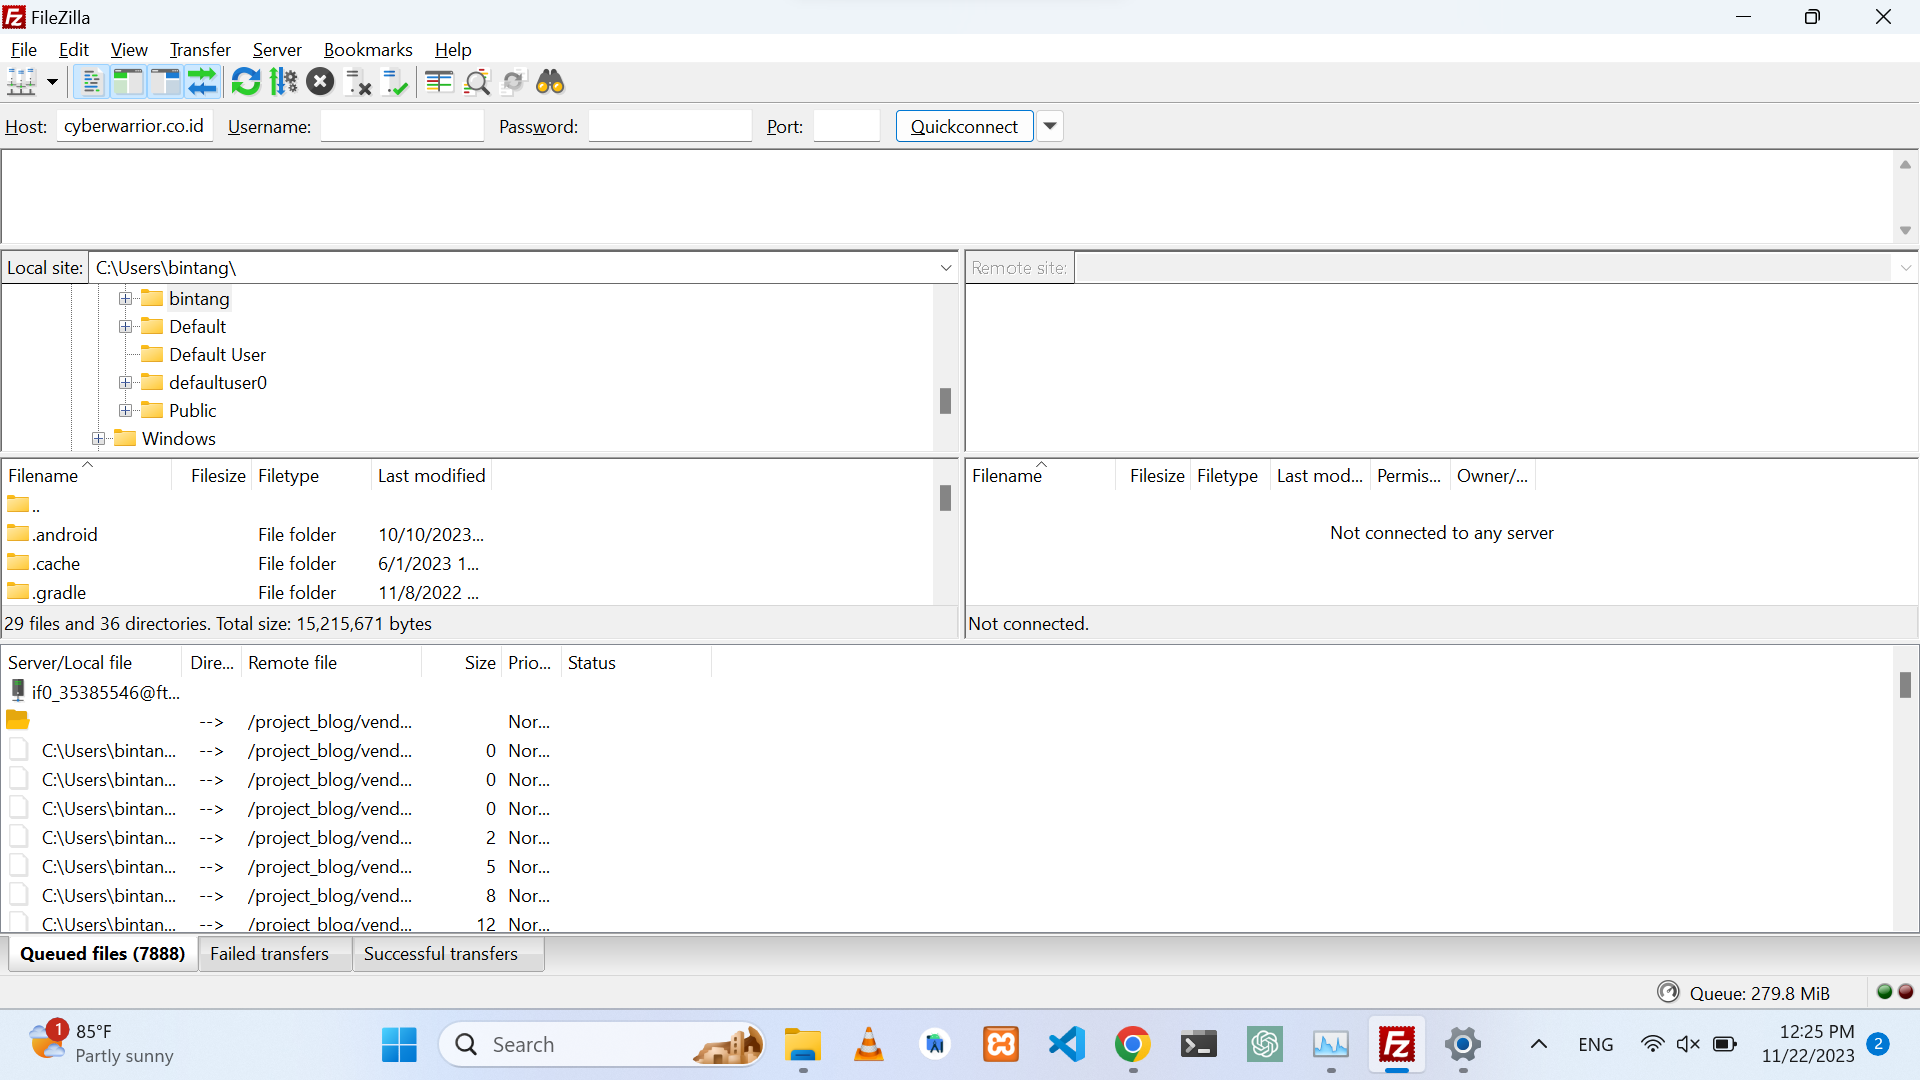 FileZilla
File Edit View Transfer Server Bookmarks Help
Host: cyberwarrior.co.id Username: Password: Port: Quickconnect
Local site: C:\Users\bintang\
Remote site:
bintang
Default
Default User
defaultuser0
Public
Windows
Filename Filesize Filetype Last modified
..
.android File folder 10/10/2023...
.cache File folder 6/1/2023 1...
.gradle File folder 11/8/2022 ...
29 files and 36 directories. Total size: 15,215,671 bytes
Filename Filesize Filetype Last mod... Permis... Owner/...
Not connected to any server
Not connected.
Server/Local file Dire... Remote file Size Prio... Status
if0_35385546@ft...
--> /project_blog/vend... Nor...
C:\Users\bintan... --> /project_blog/vend... 0 Nor...
C:\Users\bintan... --> /project_blog/vend... 0 Nor...
C:\Users\bintan... --> /project_blog/vend... 0 Nor...
C:\Users\bintan... --> /project_blog/vend... 2 Nor...
C:\Users\bintan... --> /project_blog/vend... 5 Nor...
C:\Users\bintan... --> /project_blog/vend... 8 Nor...
C:\Users\bintan... --> /project_blog/vend... 12 Nor...
Queued files (7888) Failed transfers Successful transfers
Queue: 279.8 MiB
1 85°F
Partly sunny
Search
ENG
12:25 PM
11/22/2023
2